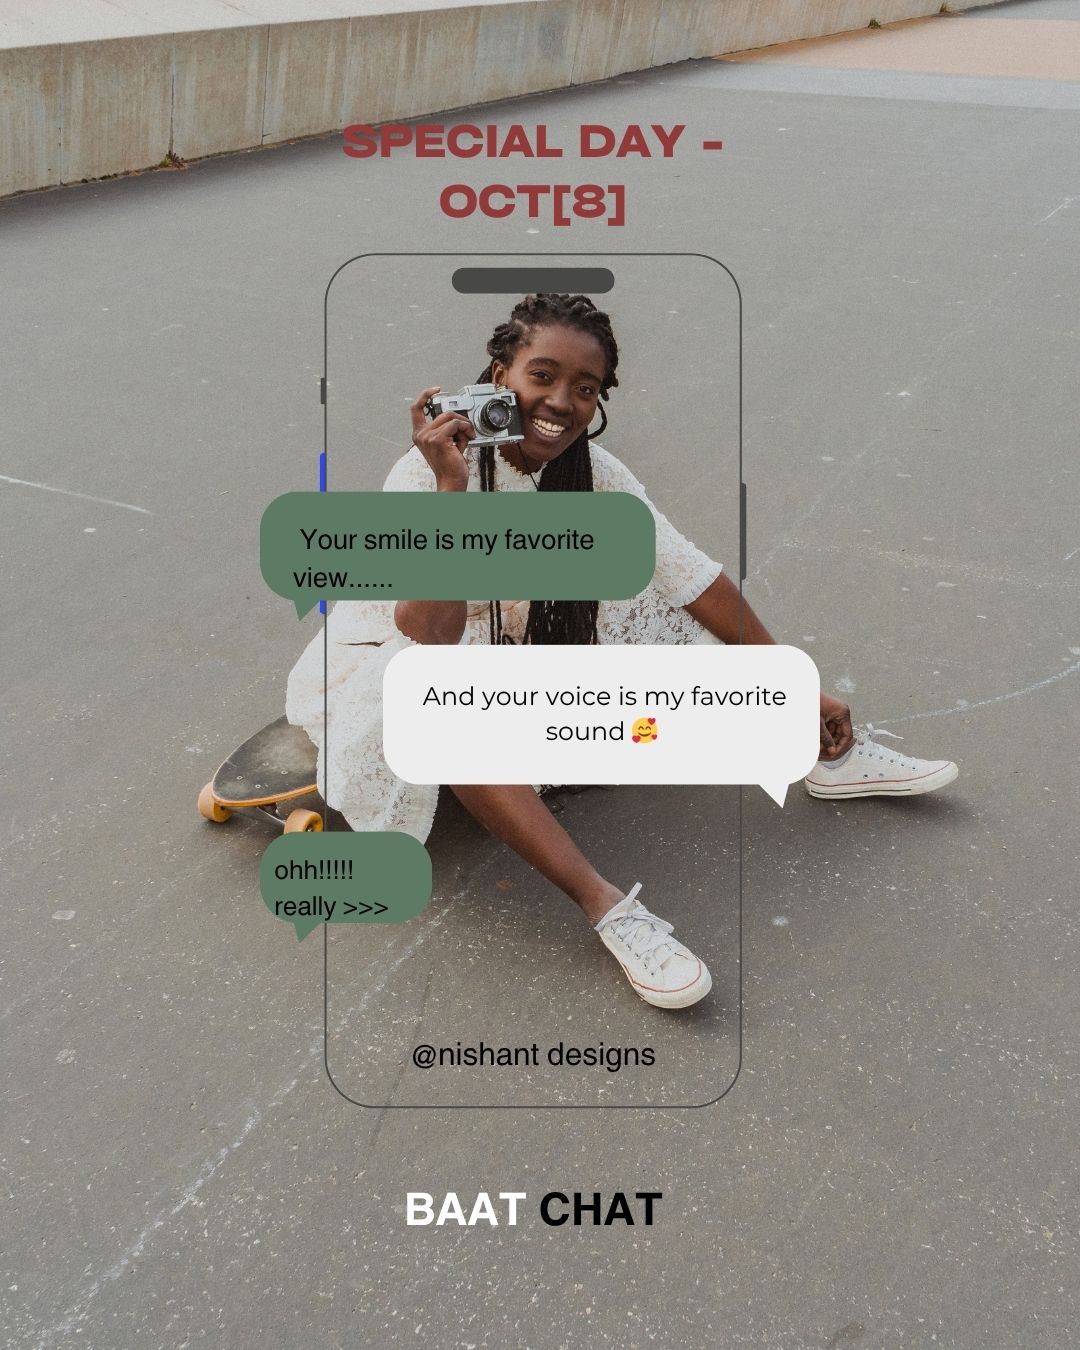 SPECIAL DAY -
OCT[8]
Your smile is my favorite
view......
And your voice is my favorite
sound 🥰
ohh!!!!!
really >>>
@nishant designs
BAAT CHAT